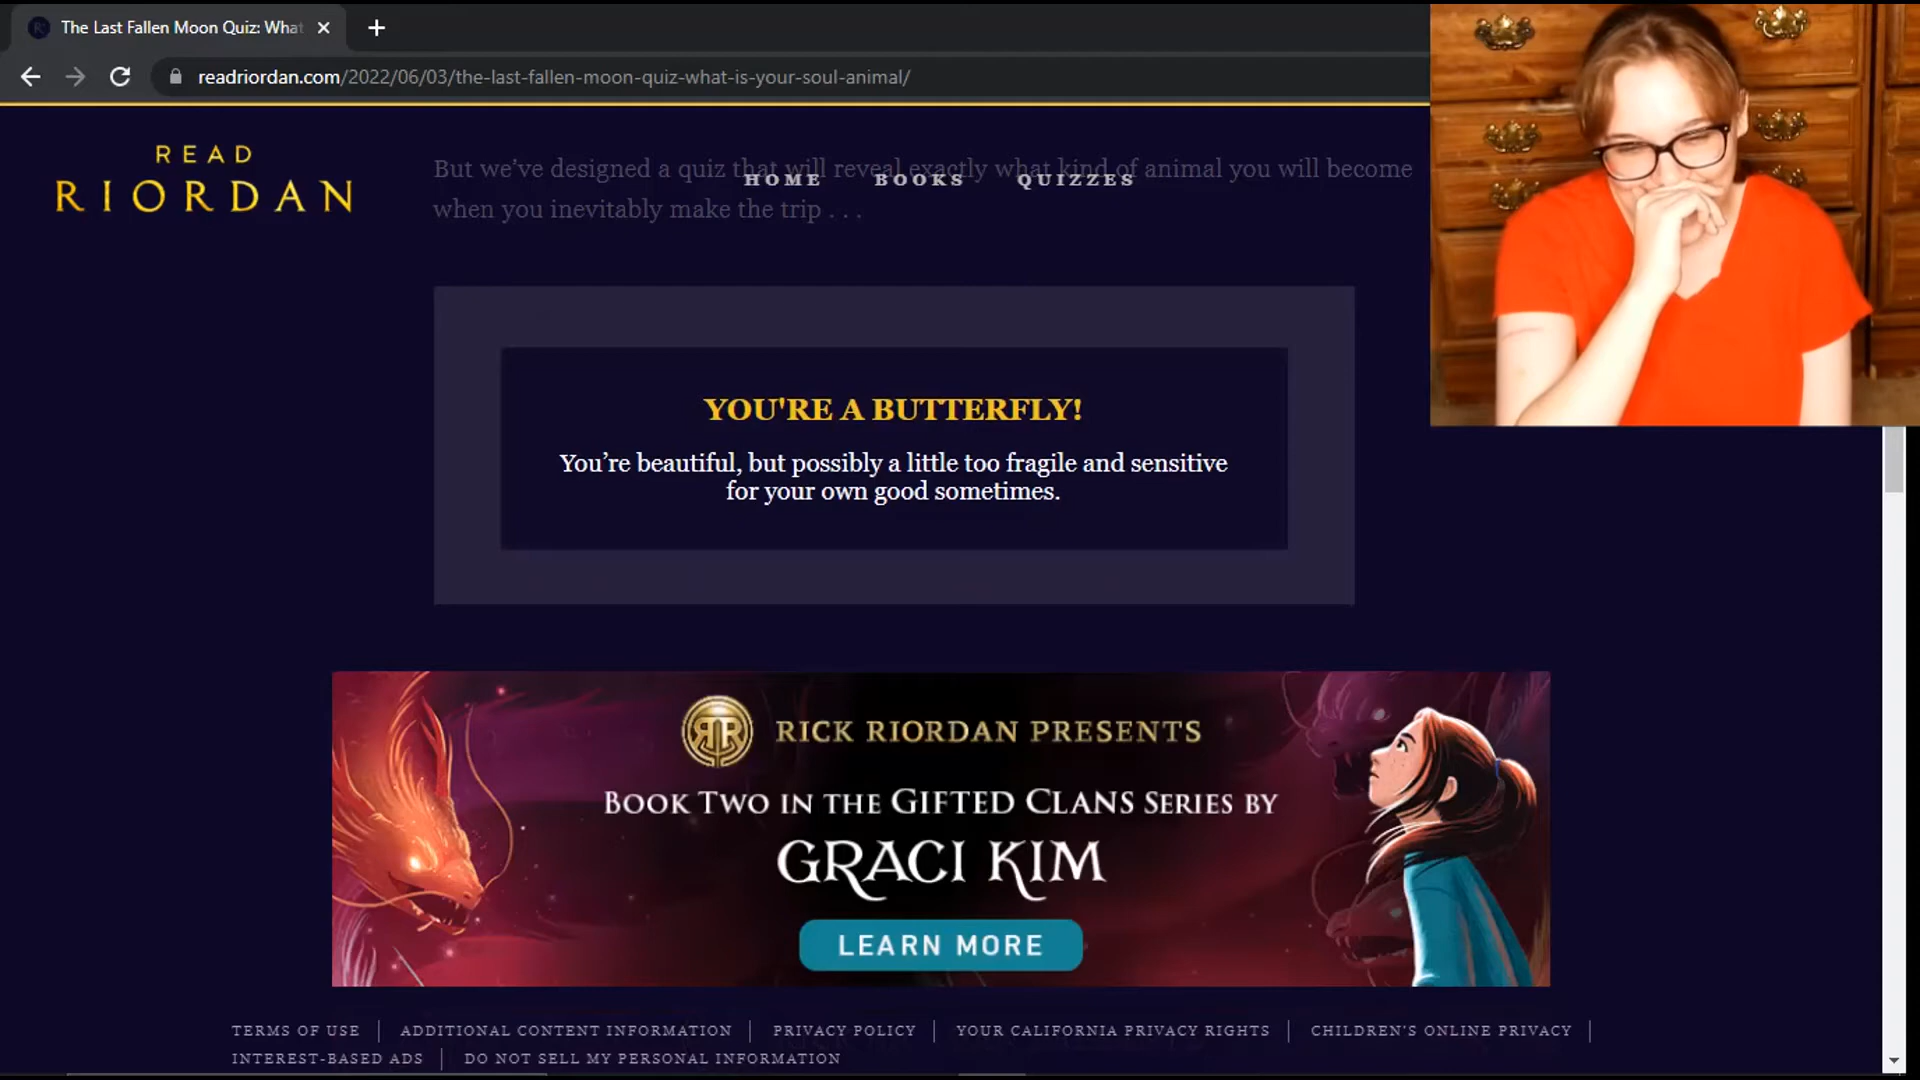 The Last Fallen Moon Quiz: What
readriordan.com/2022/06/03/the-last-fallen-moon-quiz-what-is-your-soul-animal/
READ
RIORDAN
HOME BOOKS QUIZZES
But we've designed a quiz that will reveal exactly what kind of animal you will become
when you inevitably make the trip . . .
YOU'RE A BUTTERFLY!
You're beautiful, but possibly a little too fragile and sensitive
for your own good sometimes.
RR RICK RIORDAN PRESENTS
BOOK TWO IN THE GIFTED CLANS SERIES BY
GRACI KIM
LEARN MORE
TERMS OF USE | ADDITIONAL CONTENT INFORMATION | PRIVACY POLICY | YOUR CALIFORNIA PRIVACY RIGHTS | CHILDREN'S ONLINE PRIVACY |
INTEREST-BASED ADS | DO NOT SELL MY PERSONAL INFORMATION